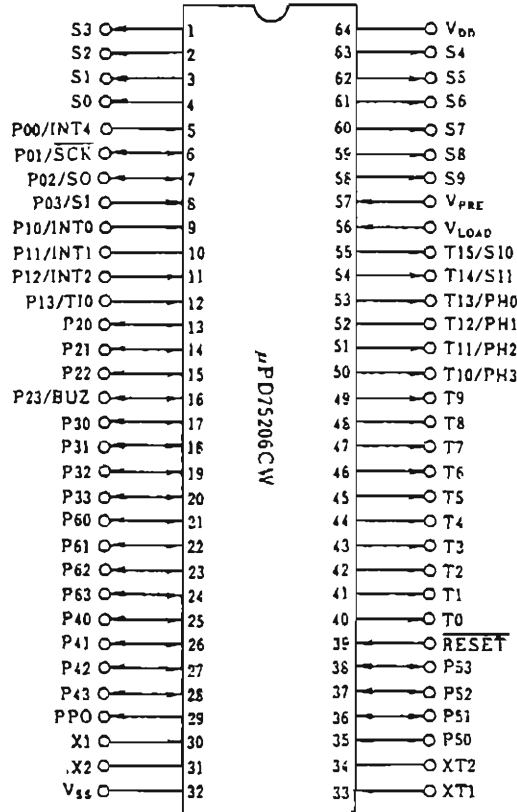 S3 1 64 VDD
S2 2 63 S4
S1 3 62 S5
S0 4 61 S6
P00/INT4 5 60 S7
P01/SCK 6 59 S8
P02/SO 7 58 S9
P03/SI 8 57 VPRE
P10/INT0 9 56 VLOAD
P11/INT1 10 55 T15/S10
P12/INT2 11 54 T14/S11
P13/TI0 12 53 T13/PH0
P20 13 52 T12/PH1
P21 14 51 T11/PH2
P22 15 50 T10/PH3
P23/BUZ 16 49 T9
P30 17 48 T8
P31 18 47 T7
P32 19 46 T6
P33 20 45 T5
P60 21 44 T4
P61 22 43 T3
P62 23 42 T2
P63 24 41 T1
P40 25 40 T0
P41 26 39 RESET
P42 27 38 P53
P43 28 37 P52
PPO 29 36 P51
X1 30 35 P50
X2 31 34 XT2
VSS 32 33 XT1
μPD75206CW